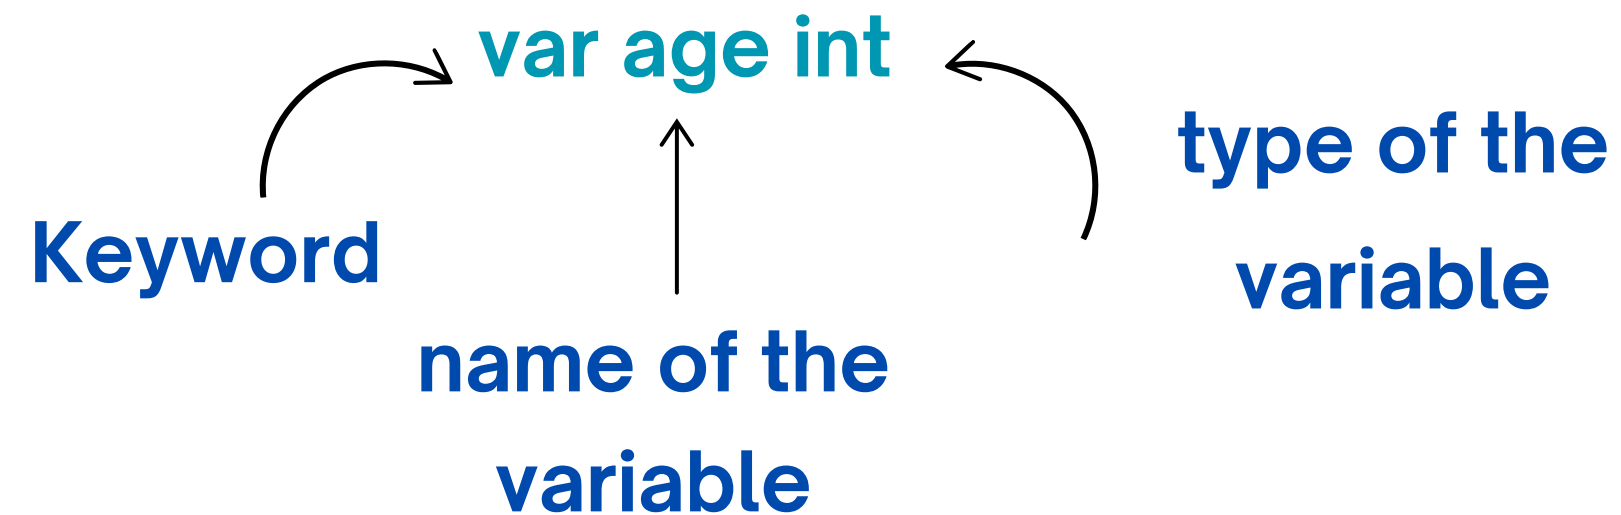 var age int
Keyword
name of the
variable
type of the
variable